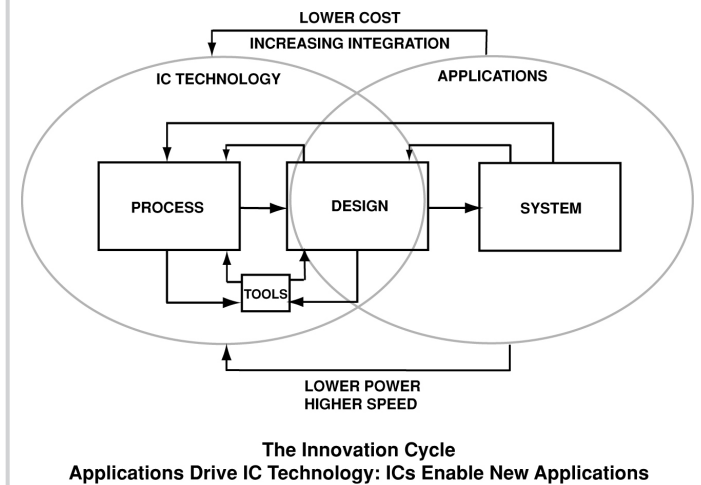 LOWER COST
INCREASING INTEGRATION
IC TECHNOLOGY
APPLICATIONS
PROCESS
DESIGN
SYSTEM
TOOLS
LOWER POWER
HIGHER SPEED
The Innovation Cycle
Applications Drive IC Technology: ICs Enable New Applications